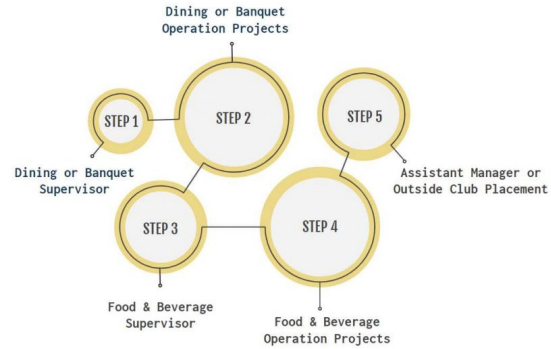 Dining or Banquet
Operation Projects
STEP 1
STEP 2
STEP 5
Dining or Banquet
Supervisor
Assistant Manager or
Outside Club Placement
STEP 3
STEP 4
Food & Beverage
Supervisor
Food & Beverage
Operation Projects